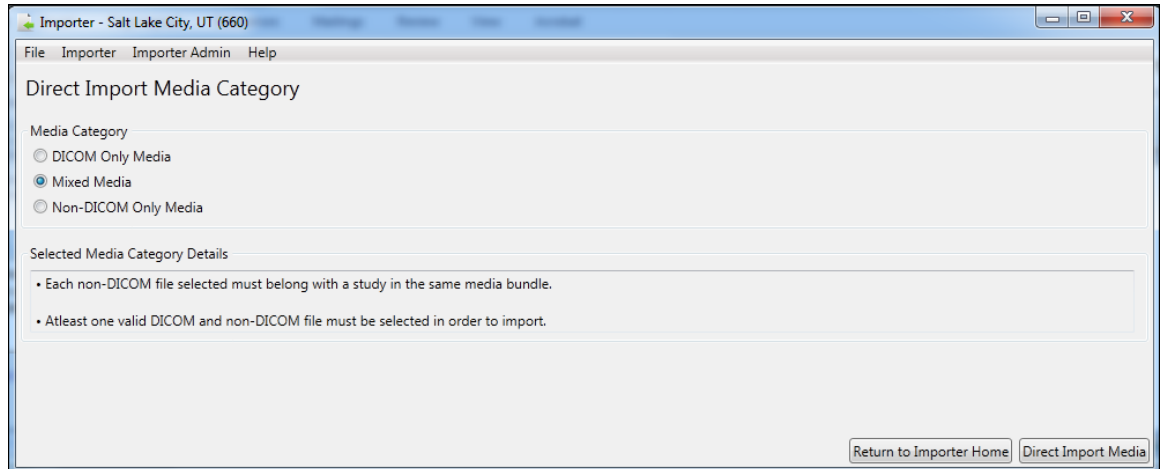 Importer - Salt Lake City, UT (660)
File Importer Importer Admin Help
Direct Import Media Category
Media Category
DICOM Only Media
Mixed Media
Non-DICOM Only Media
Selected Media Category Details
• Each non-DICOM file selected must belong with a study in the same media bundle.
• Atleast one valid DICOM and non-DICOM file must be selected in order to import.
Return to Importer Home Direct Import Media